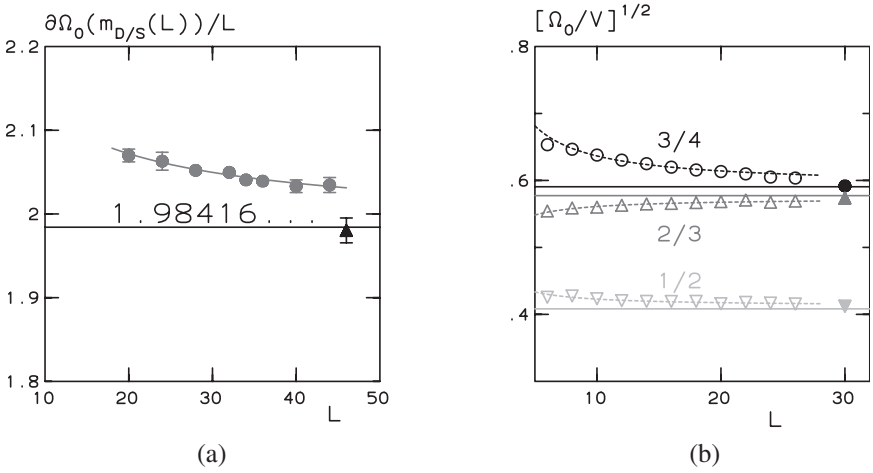 ∂Ω₀(m_D/S(L))/L
2.2
2.1
2
1.9
1.8
1.98416....
10 20 30 40 50
L
(a)
[Ω₀/V]^1/2
.8
.6
.4
3/4
2/3
1/2
10 20 30
L
(b)